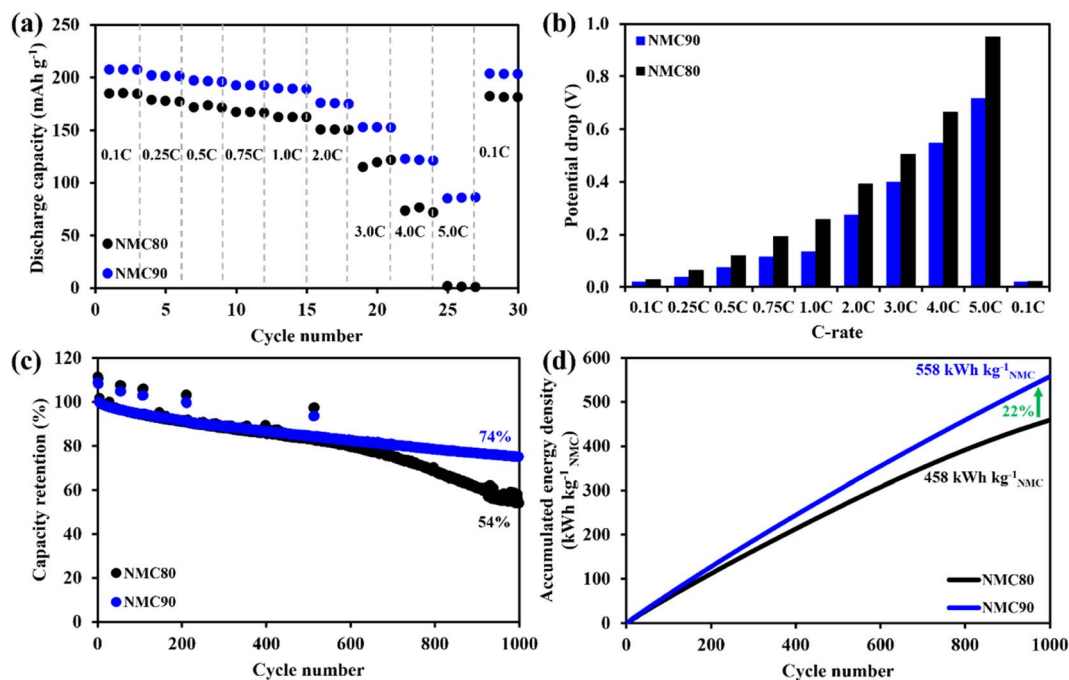 (a)
250
200
150
100
50
0
Discharge capacity (mAh g⁻¹)
0.1C 0.25C 0.5C 0.75C 1.0C 2.0C 0.1C
3.0C 4.0C 5.0C
NMC80
NMC90
0 5 10 15 20 25 30
Cycle number
(b)
NMC90
NMC80
1.0
0.8
0.6
0.4
0.2
0.0
Potential drop (V)
0.1C 0.25C 0.5C 0.75C 1.0C 2.0C 3.0C 4.0C 5.0C 0.1C
C-rate
(c)
120
100
80
60
40
20
0
Capacity retention (%)
74%
54%
NMC80
NMC90
0 200 400 600 800 1000
Cycle number
(d)
600
500
400
300
200
100
0
Accumulated energy density
(kWh kg⁻¹NMC)
558 kWh kg⁻¹NMC
22%
458 kWh kg⁻¹NMC
NMC80
NMC90
0 200 400 600 800 1000
Cycle number